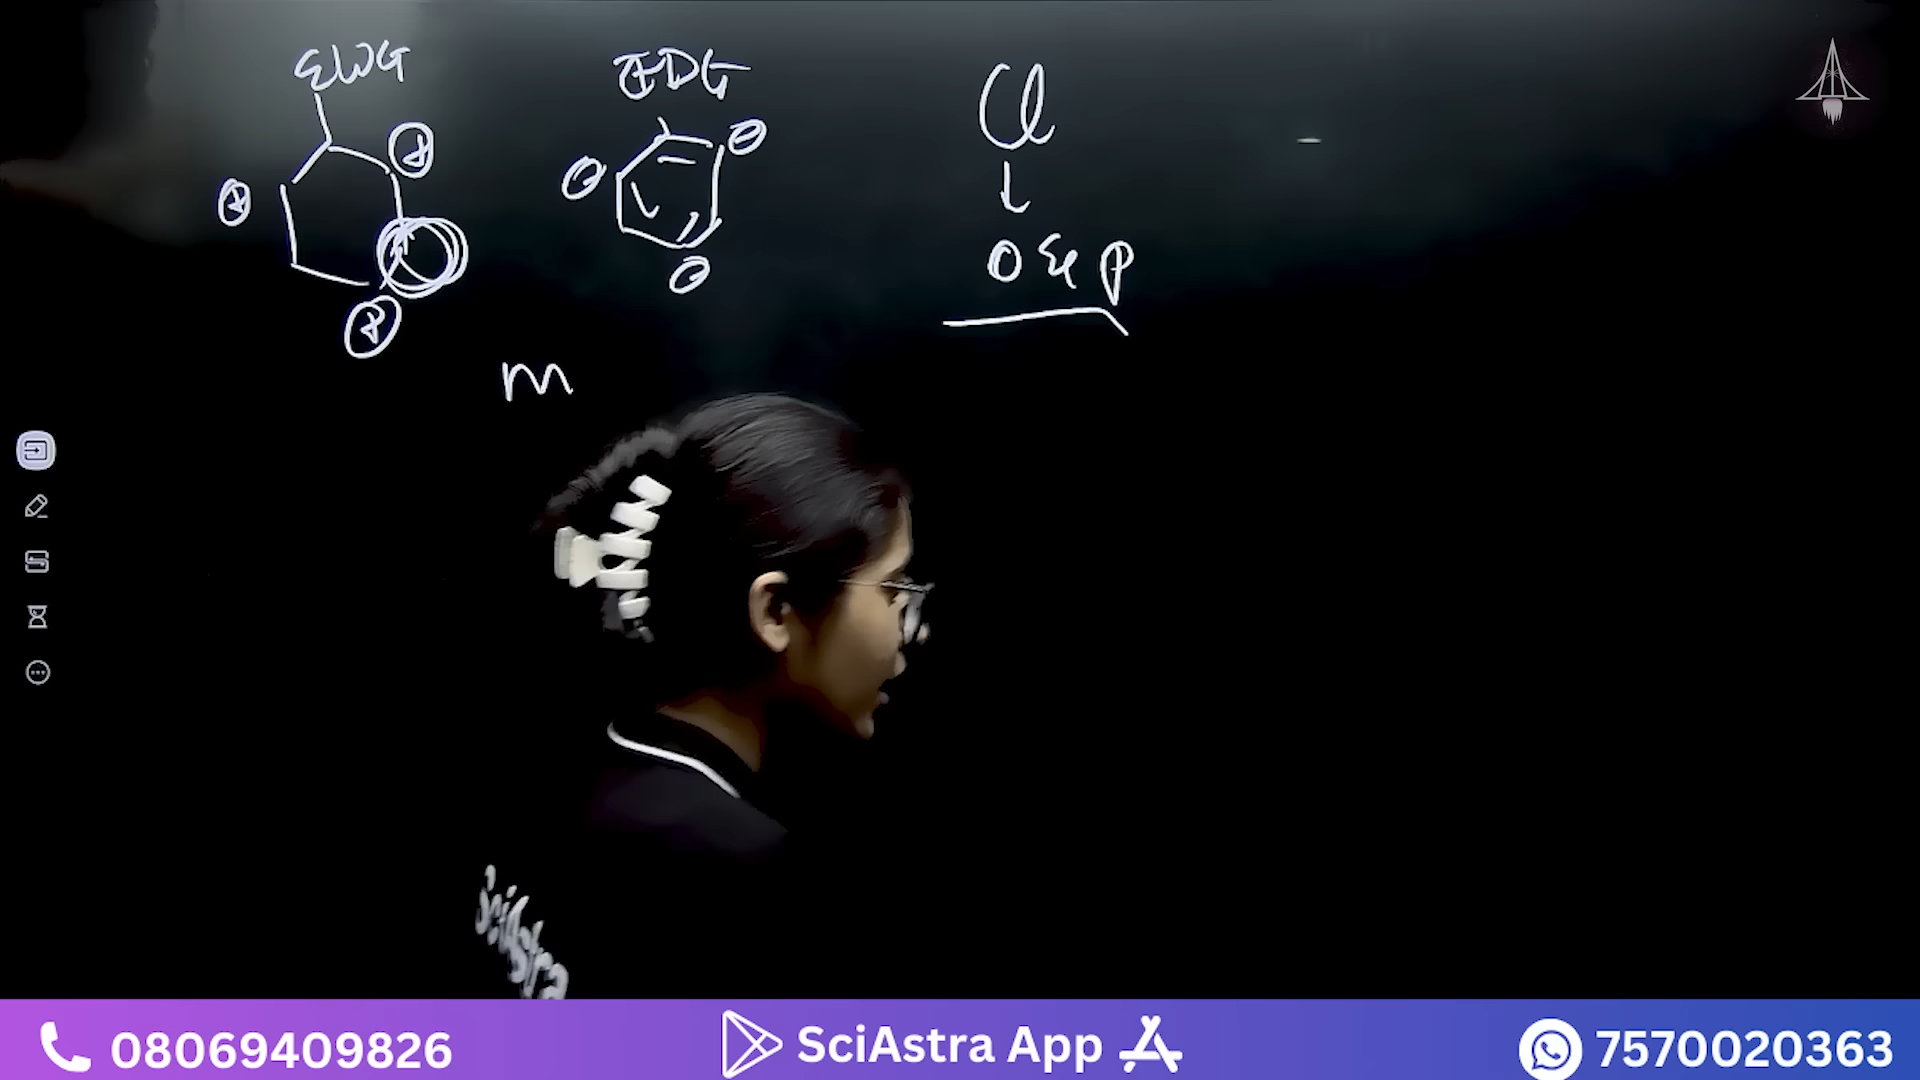 EWG
EDG
Cl
O & P
m
SciAstra
08069409826
SciAstra App
7570020363